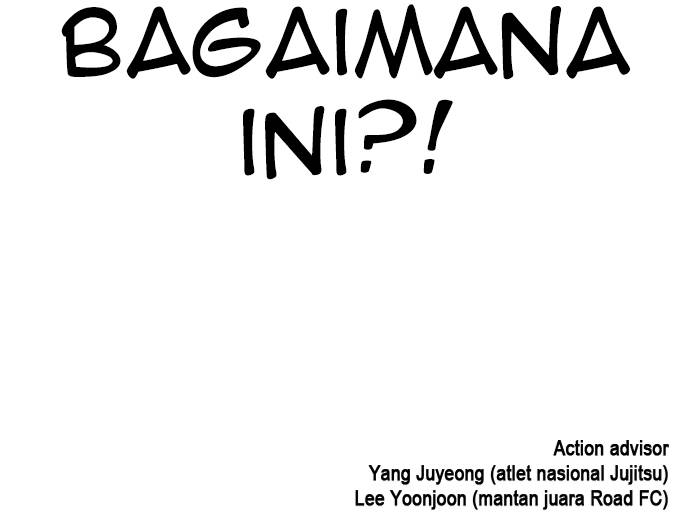 BAGAIMANA
INI?!
Action advisor
Yang Juyeong (atlet nasional Jujitsu)
Lee Yoonjoon (mantan juara Road FC)